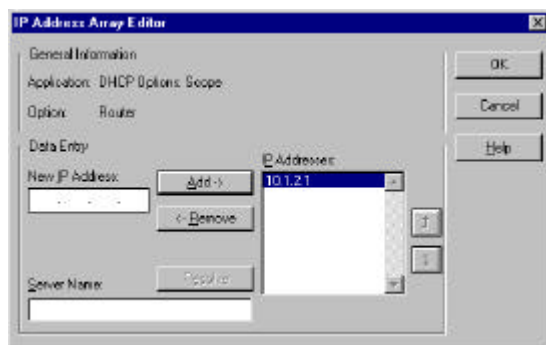 IP Address Array Editor
General Information
Application: DHCP Options: Scope
Option: Router
OK
Cancel
Help
Data Entry
New IP Address:
Add ->
<- Remove
Resolve
Server Name:
IP Addresses:
10.1.2.1